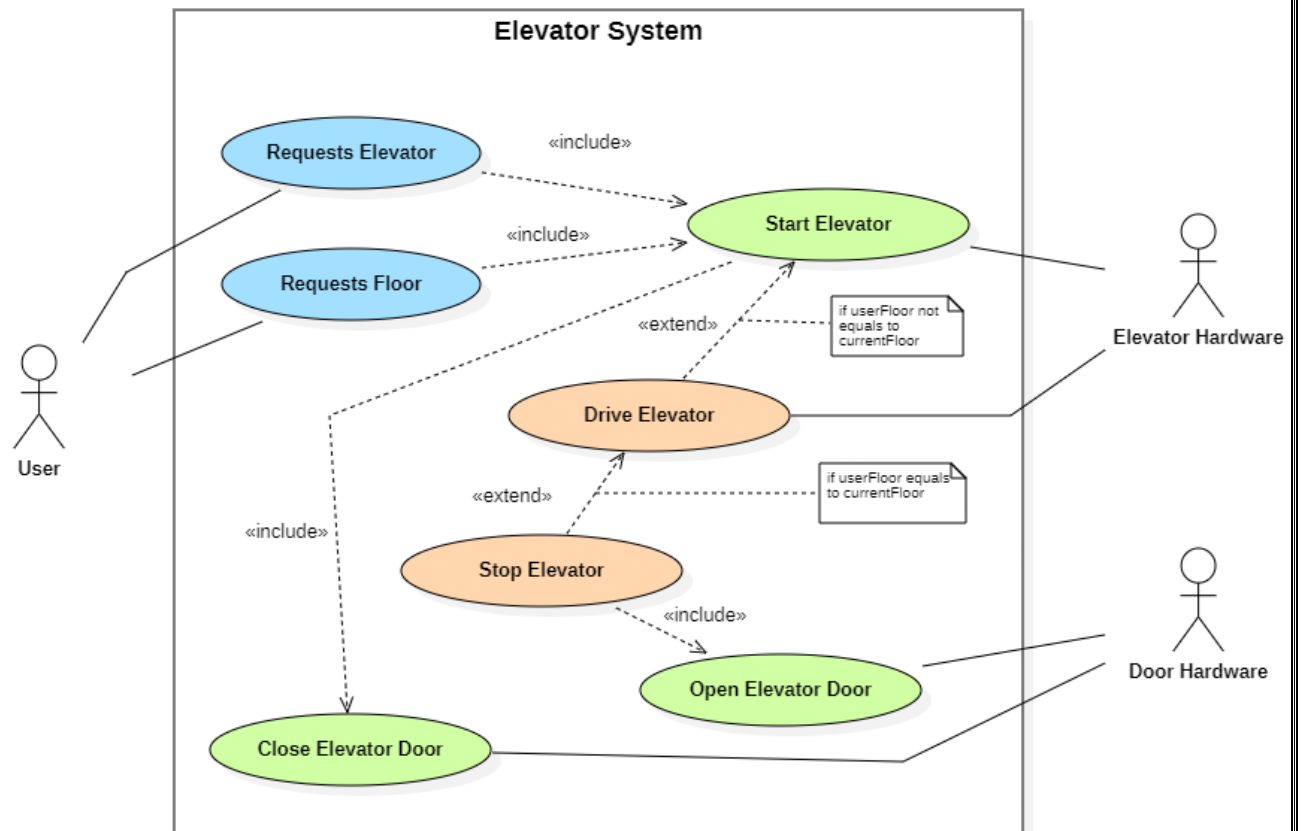 Elevator System
Requests Elevator
«include»
Start Elevator
«include»
Requests Floor
if userFloor not
equals to
currentFloor
«extend»
Elevator Hardware
Drive Elevator
User
if userFloor equals
to currentFloor
«extend»
«include»
Stop Elevator
«include»
Door Hardware
Open Elevator Door
Close Elevator Door